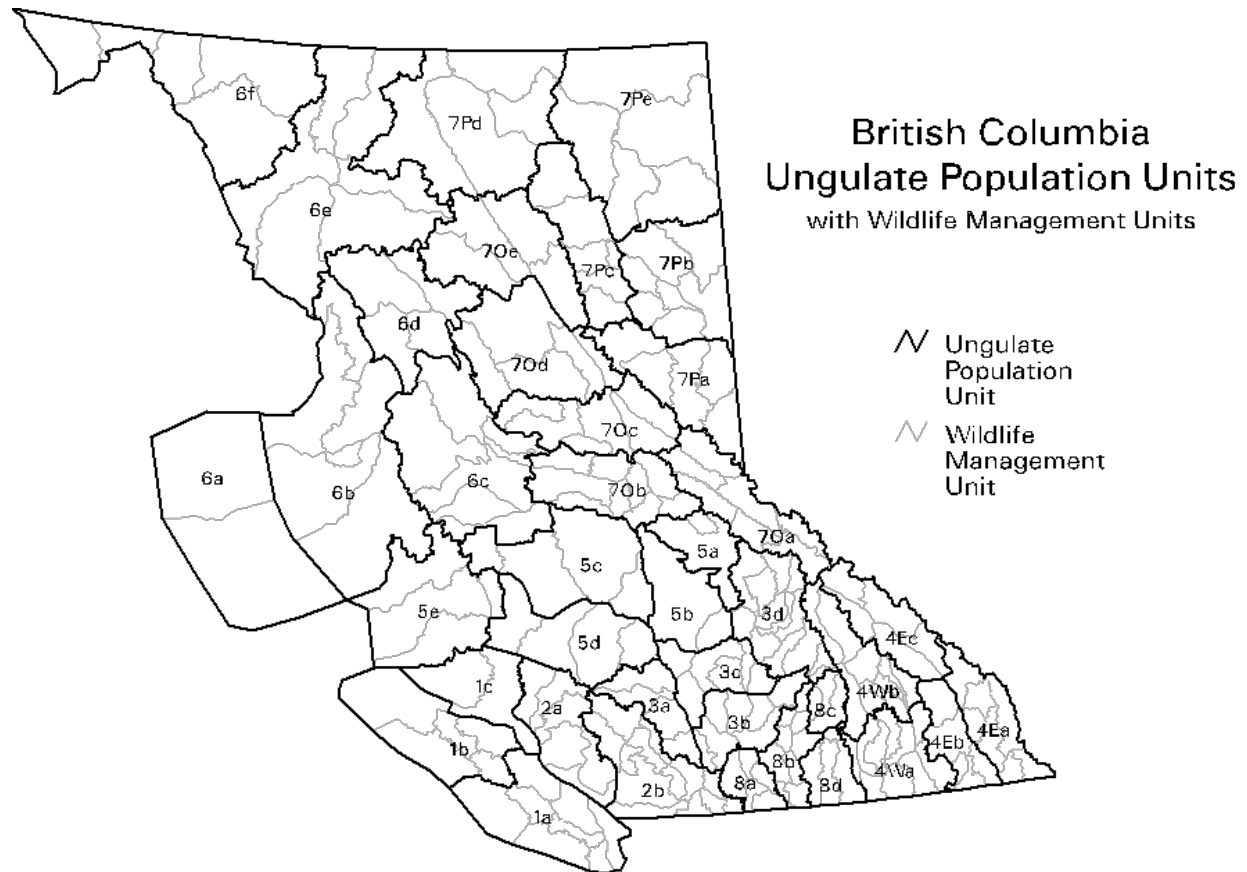 British Columbia
Ungulate Population Units
with Wildlife Management Units
Ungulate
Population
Unit
Wildlife
Management
Unit
6f
7Pe
7Pd
6e
7Oe
7Pc
7Pb
6d
7Od
7Pa
7Oc
6a
6b
6c
7Ob
7Oa
5a
5c
5e
5b
3d
5d
4Ec
3c
1c
2a
3a
4Wb
8c
3b
4Ea
1b
4Eb
8b
4Wa
8a
8d
2b
1a